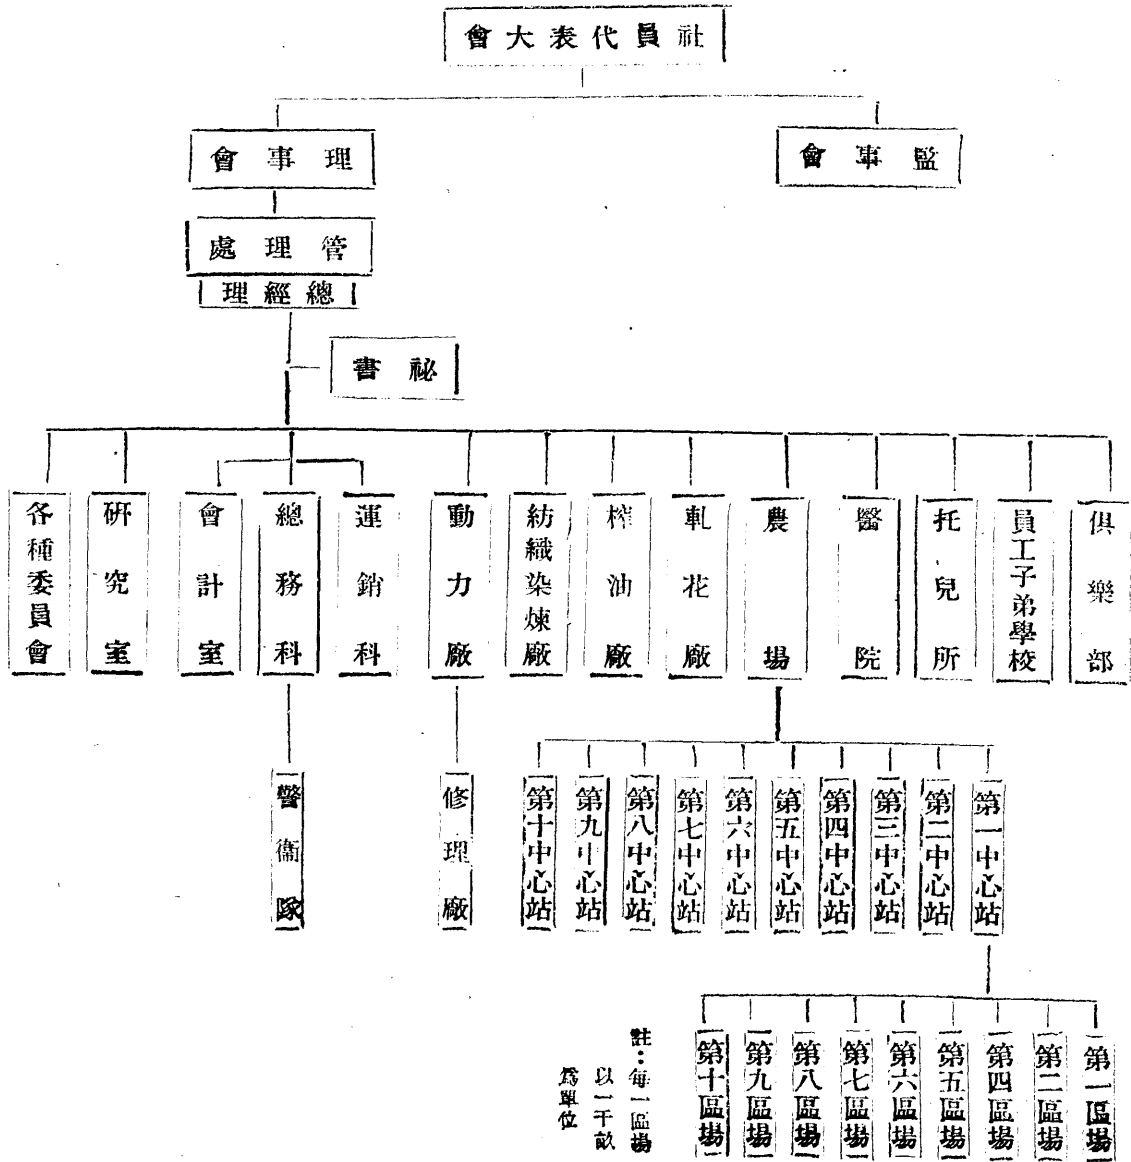 社員代表大會
監事會
理事會
管理處
總經理
祕書
俱樂部
員工子弟學校
托兒所
醫院
農場
軋花廠
榨油廠
紡織染煉廠
動力廠
運銷科
總務科
會計室
研究室
各種委員會
第一中心站
第二中心站
第三中心站
第四中心站
第五中心站
第六中心站
第七中心站
第八中心站
第九中心站
第十中心站
修理廠
警衞隊
第一區場
第二區場
第四區場
第五區場
第六區場
第七區場
第八區場
第九區場
第十區場
註：每一區場
以一千畝
爲單位